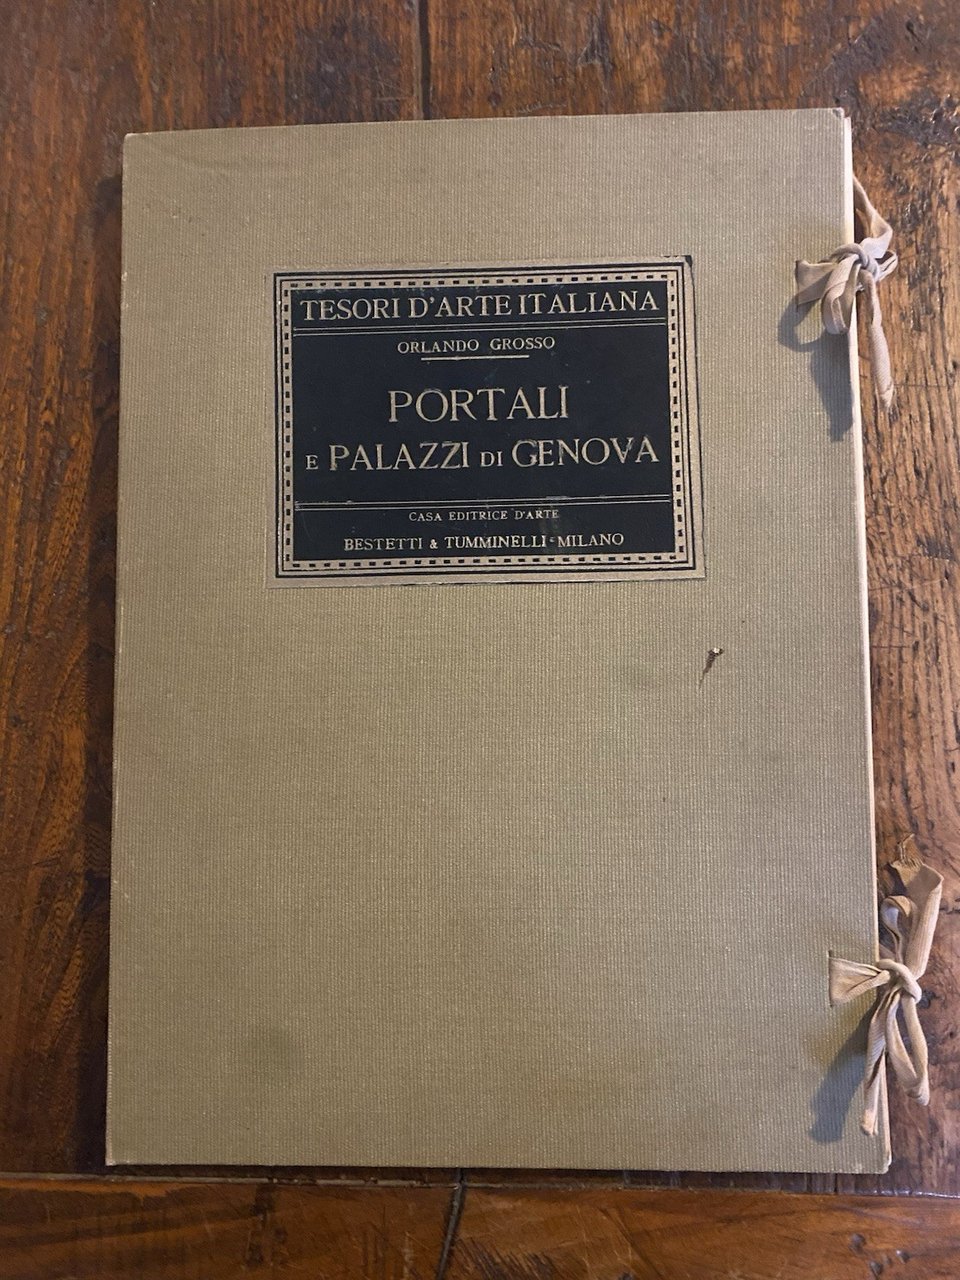 TESORI D'ARTE ITALIANA
ORLANDO GROSSO
PORTALI
E PALAZZI DI GENOVA
CASA EDITRICE D'ARTE
BESTETTI & TUMMINELLI - MILANO